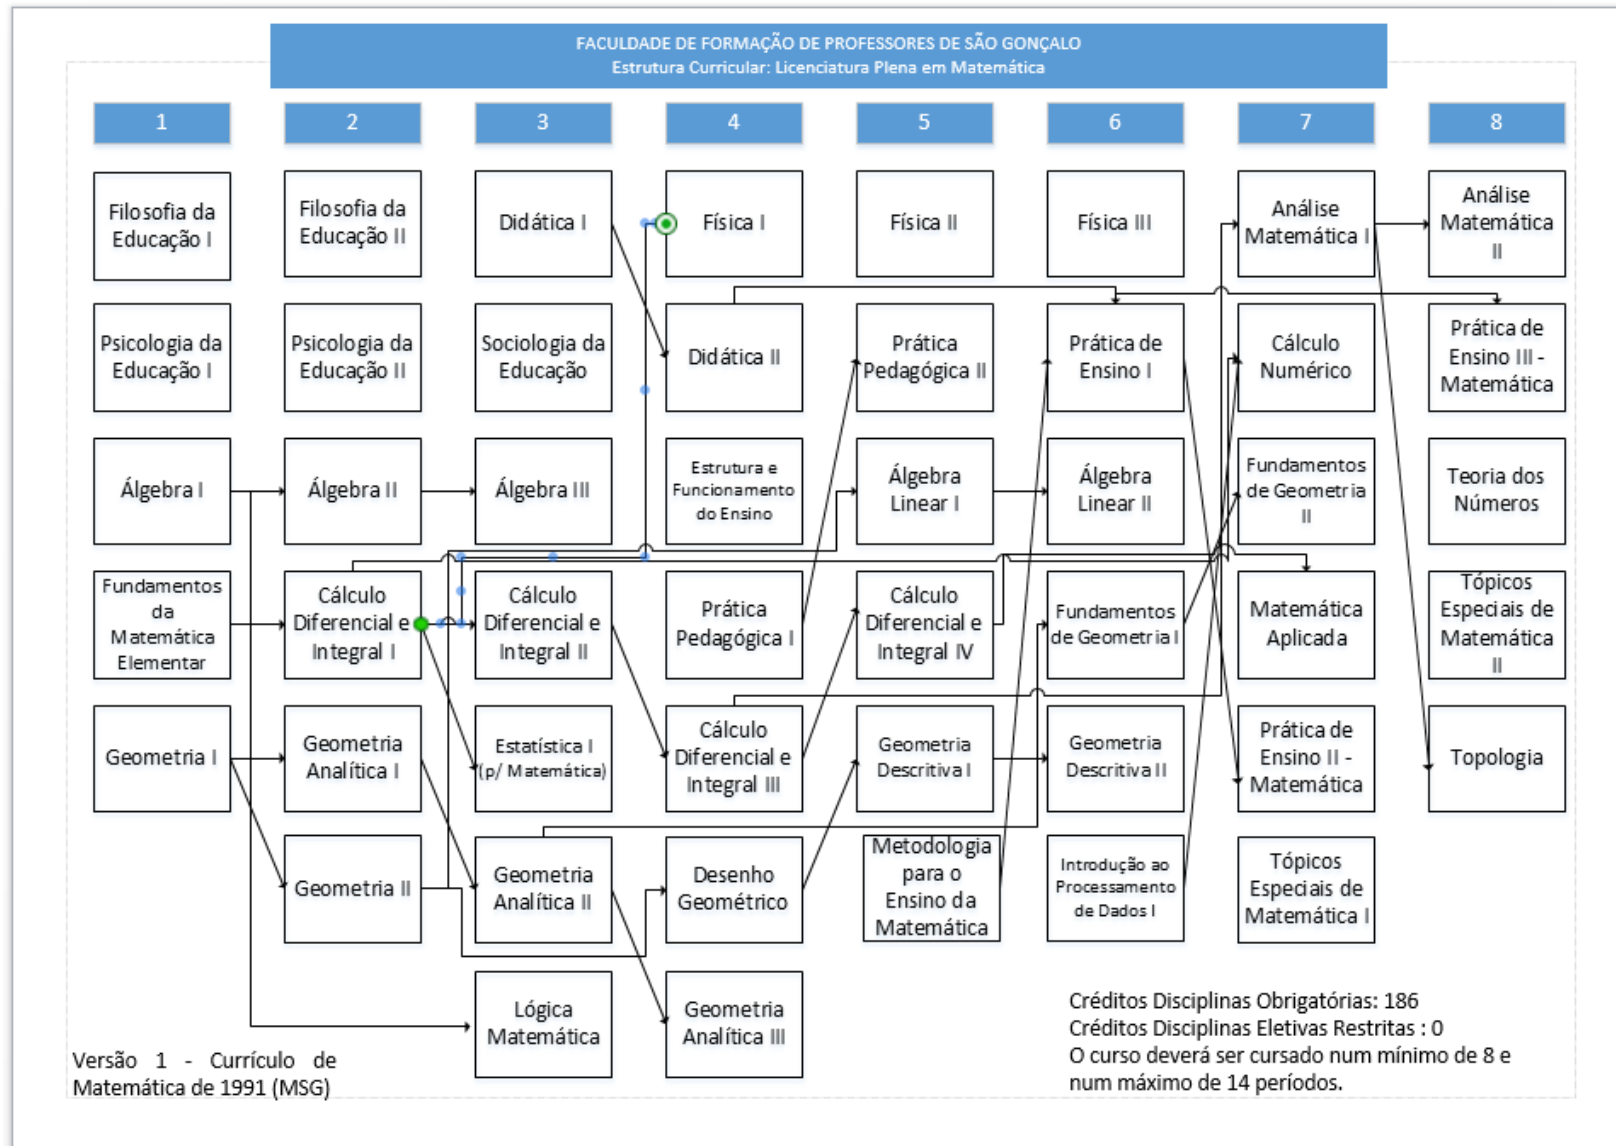 FACULDADE DE FORMAÇÃO DE PROFESSORES DE SÃO GONÇALO
Estrutura Curricular: Licenciatura Plena em Matemática
1
2
3
4
5
6
7
8
Filosofia da
Educação I
Filosofia da
Educação II
Didática I
Física I
Física II
Física III
Análise
Matemática I
Análise
Matemática
II
Psicologia da
Educação I
Psicologia da
Educação II
Sociologia da
Educação
Didática II
Prática
Pedagógica II
Prática de
Ensino I
Cálculo
Numérico
Prática de
Ensino III -
Matemática
Álgebra I
Álgebra II
Álgebra III
Estrutura e
Funcionamento
do Ensino
Álgebra
Linear I
Álgebra
Linear II
Fundamentos
de Geometria
II
Teoria dos
Números
Fundamentos
da
Matemática
Elementar
Cálculo
Diferencial e
Integral I
Cálculo
Diferencial e
Integral II
Prática
Pedagógica I
Cálculo
Diferencial e
Integral IV
Fundamentos
de Geometria I
Matemática
Aplicada
Tópicos
Especiais de
Matemática
II
Geometria I
Geometria
Analítica I
Estatística I
(p/ Matemática)
Cálculo
Diferencial e
Integral III
Geometria
Descritiva I
Geometria
Descritiva II
Prática de
Ensino II -
Matemática
Topologia
Geometria II
Geometria
Analítica II
Desenho
Geométrico
Metodologia
para o
Ensino da
Matemática
Introdução ao
Processamento
de Dados I
Tópicos
Especiais de
Matemática I
Lógica
Matemática
Geometria
Analítica III
Versão 1 - Currículo de
Matemática de 1991 (MSG)
Créditos Disciplinas Obrigatórias: 186
Créditos Disciplinas Eletivas Restritas : 0
O curso deverá ser cursado num mínimo de 8 e
num máximo de 14 períodos.